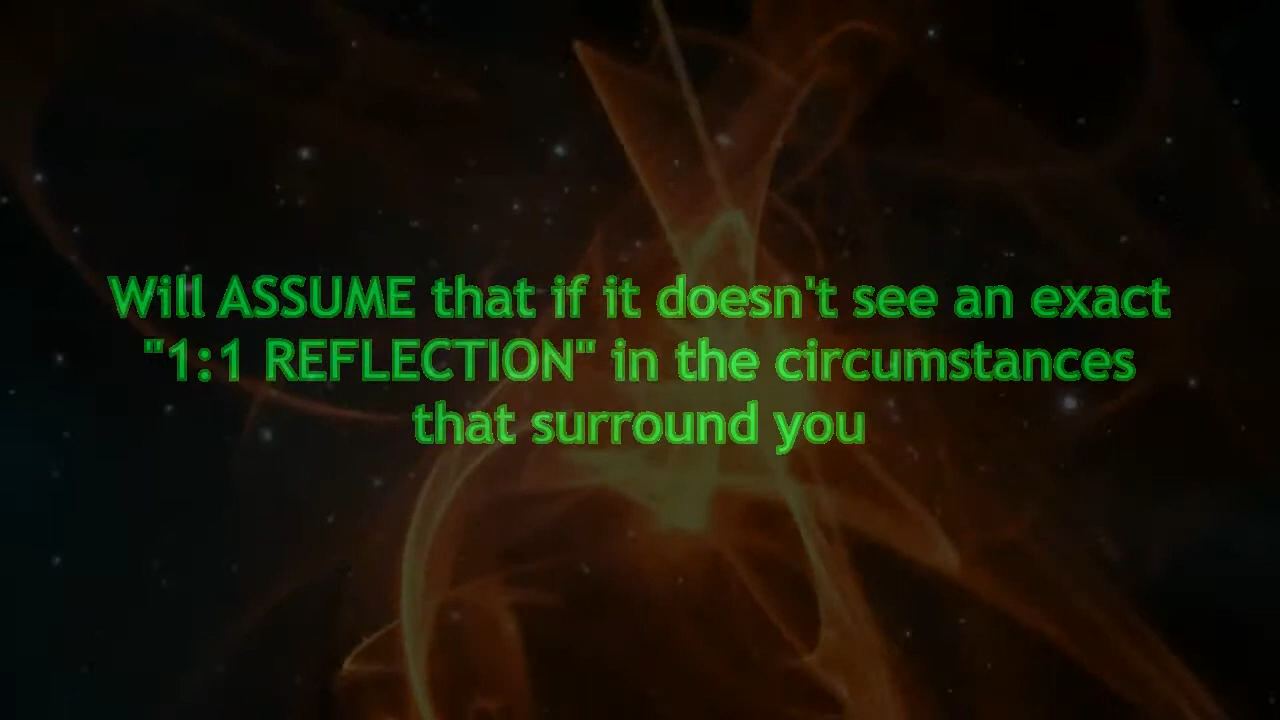 Will ASSUME that if it doesn't see an exact
"1:1 REFLECTION" in the circumstances
that surround you